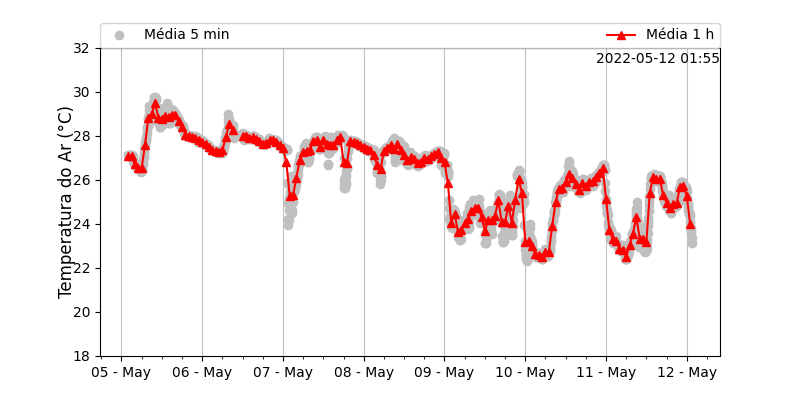 Média 5 min
Média 1 h
2022-05-12 01:55
Temperatura do Ar (°C)
32
30
28
26
24
22
20
18
05 - May
06 - May
07 - May
08 - May
09 - May
10 - May
11 - May
12 - May